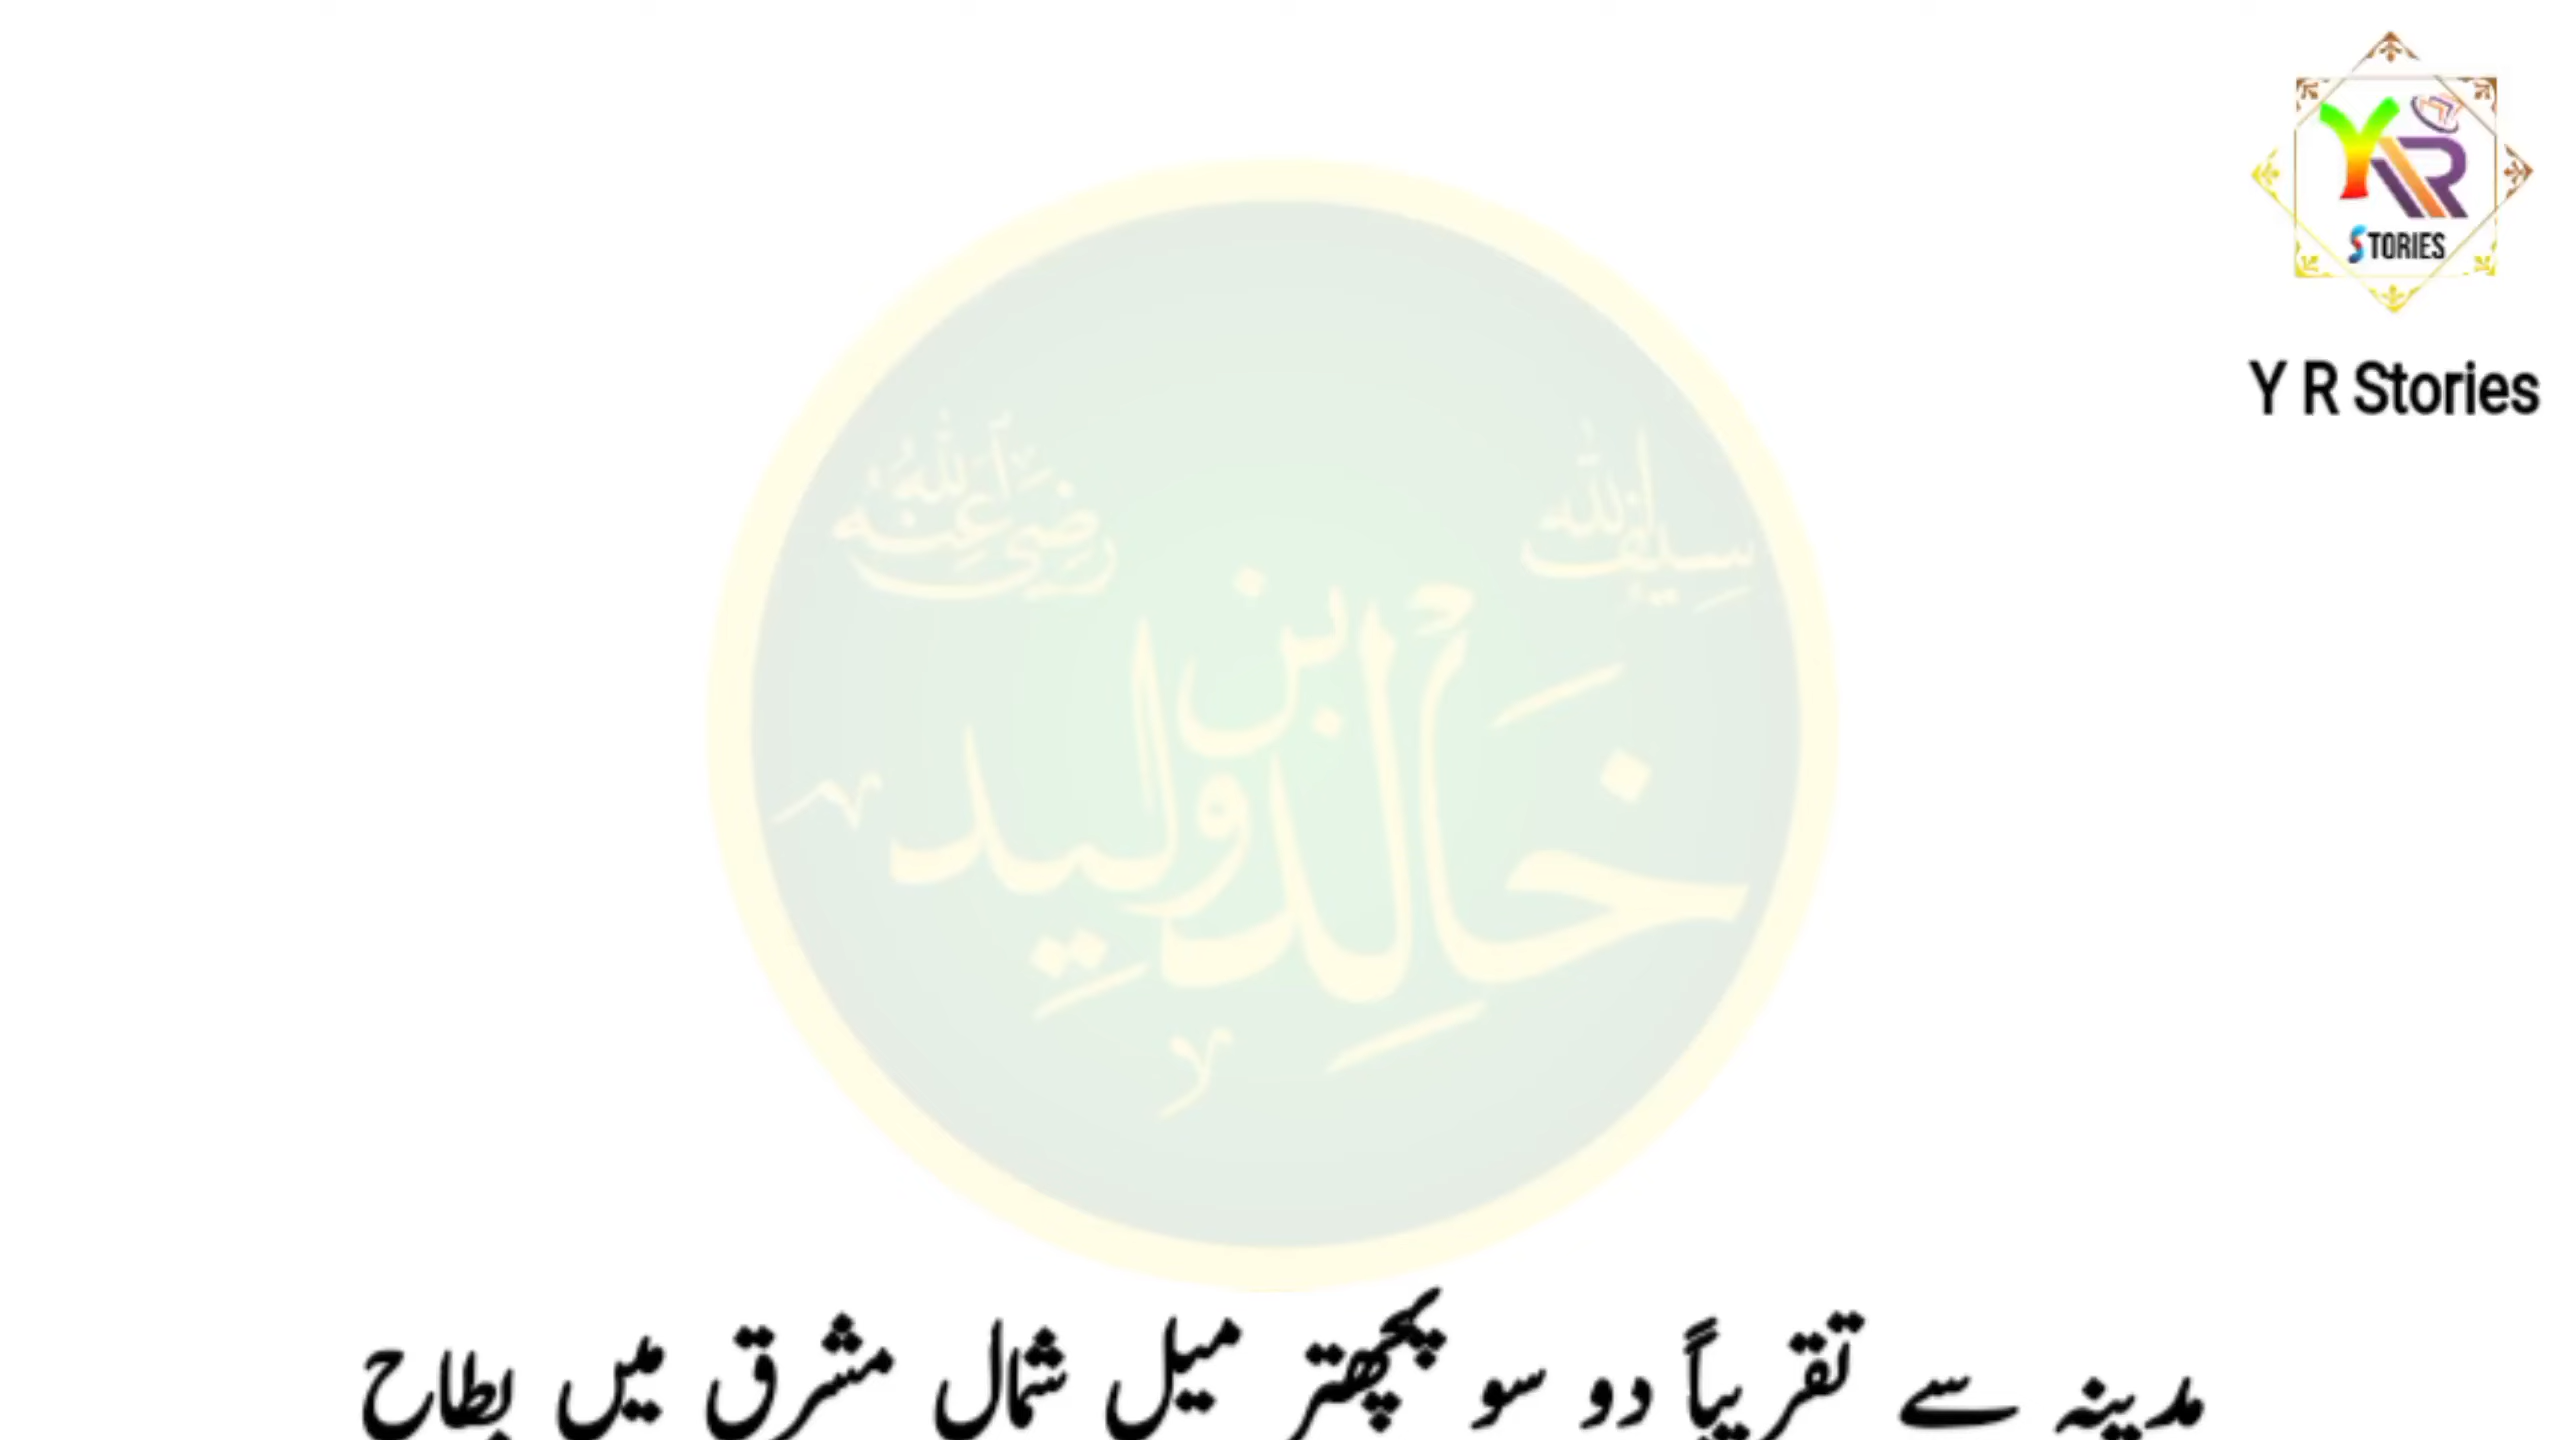 YR
STORIES
Y R Stories
سیف اللہ
رضی اللہ عنہ
خالد بن ولید
مدینہ سے تقریباً دو سو پچھتر میل شمال مشرق میں بطاح